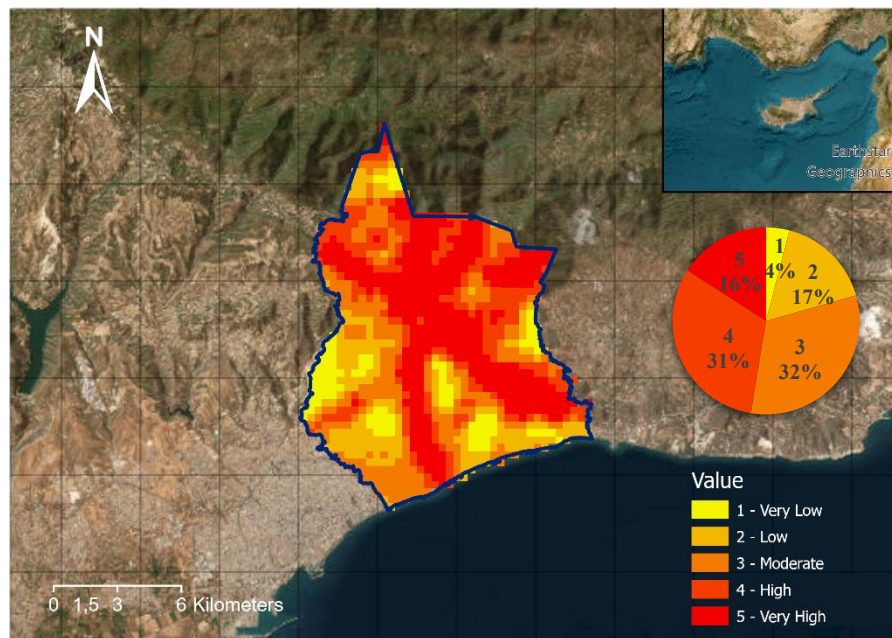 N
Earthstar
Geographics
1
4%
2
17%
3
32%
4
31%
5
16%
Value
1 - Very Low
2 - Low
3 - Moderate
4 - High
5 - Very High
0 1,5 3 6 Kilometers